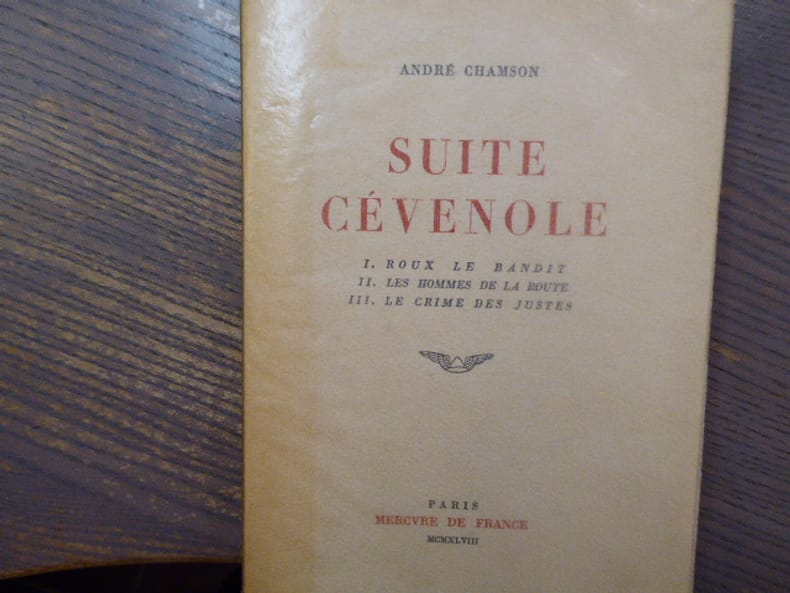 ANDRÉ CHAMSON
SUITE
CÉVENOLE
I. ROUX LE BANDIT
II. LES HOMMES DE LA ROUTE
III. LE CRIME DES JUSTES
PARIS
MERCVRE DE FRANCE
MCMXLVIII